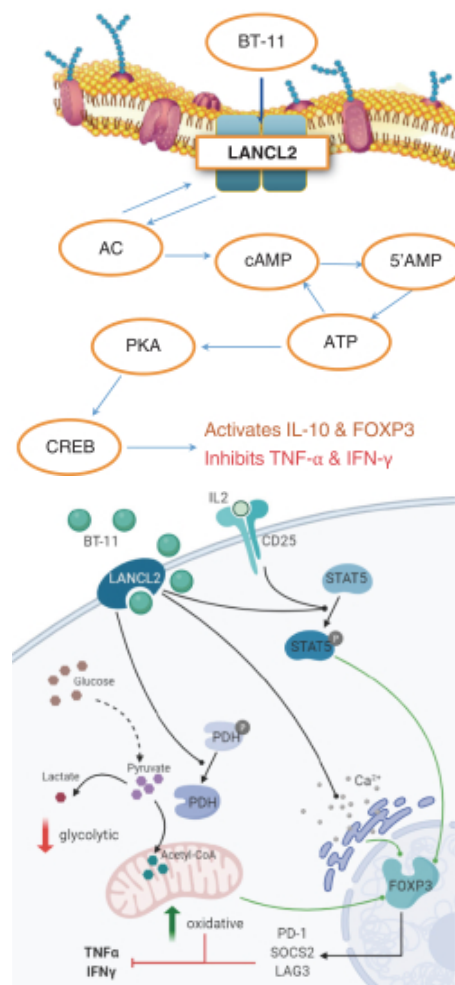 BT-11
LANCL2
AC
cAMP
5'AMP
PKA
ATP
CREB
Activates IL-10 & FOXP3
Inhibits TNF-α & IFN-γ
IL2
BT-11
CD25
LANCL2
STAT5
STAT5
P
Glucose
P
PDH
Lactate
Pyruvate
Ca²⁺
PDH
glycolytic
Acetyl-CoA
FOXP3
oxidative
PD-1
TNFα
SOCS2
IFNγ
LAG3